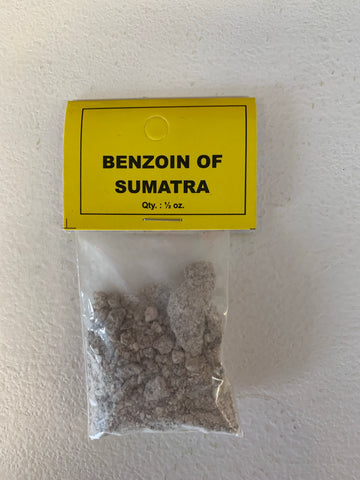 BENZOIN OF
SUMATRA
Qty. : ½ oz.